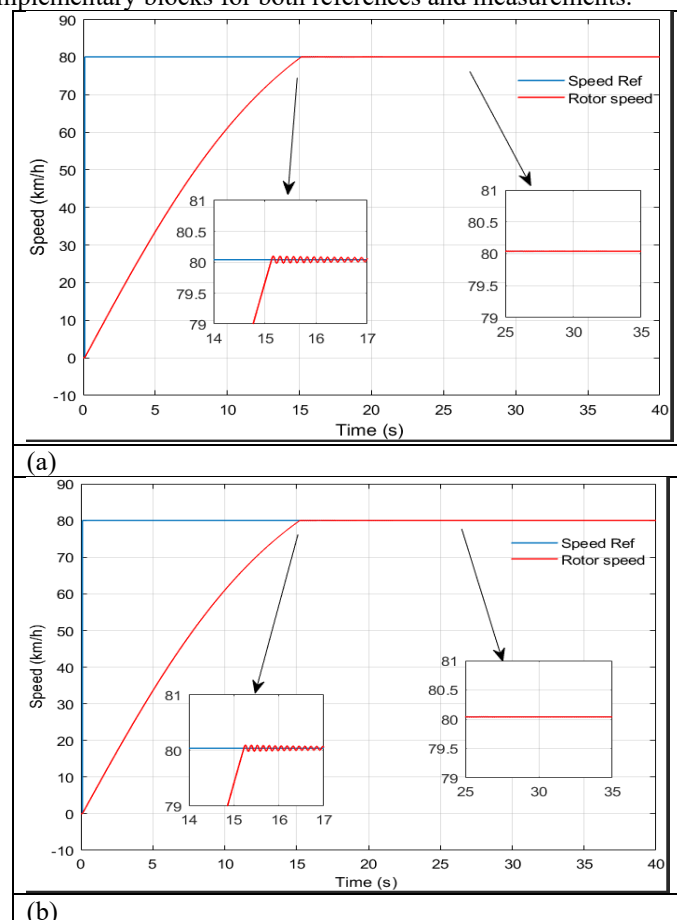 mplementary blocks for both references and measurements.
90
80
70
60
50
40
30
20
10
0
-10
Speed (km/h)
Speed Ref
Rotor speed
81
80.5
80
79.5
79
14 15 16 17
81
80.5
80
79.5
79
25 30 35
0 5 10 15 20 25 30 35 40
Time (s)
(a)
90
80
70
60
50
40
30
20
10
0
-10
Speed (km/h)
Speed Ref
Rotor speed
81
80
79
14 15 16 17
81
80.5
80
79.5
79
25 30 35
0 5 10 15 20 25 30 35 40
Time (s)
(b)